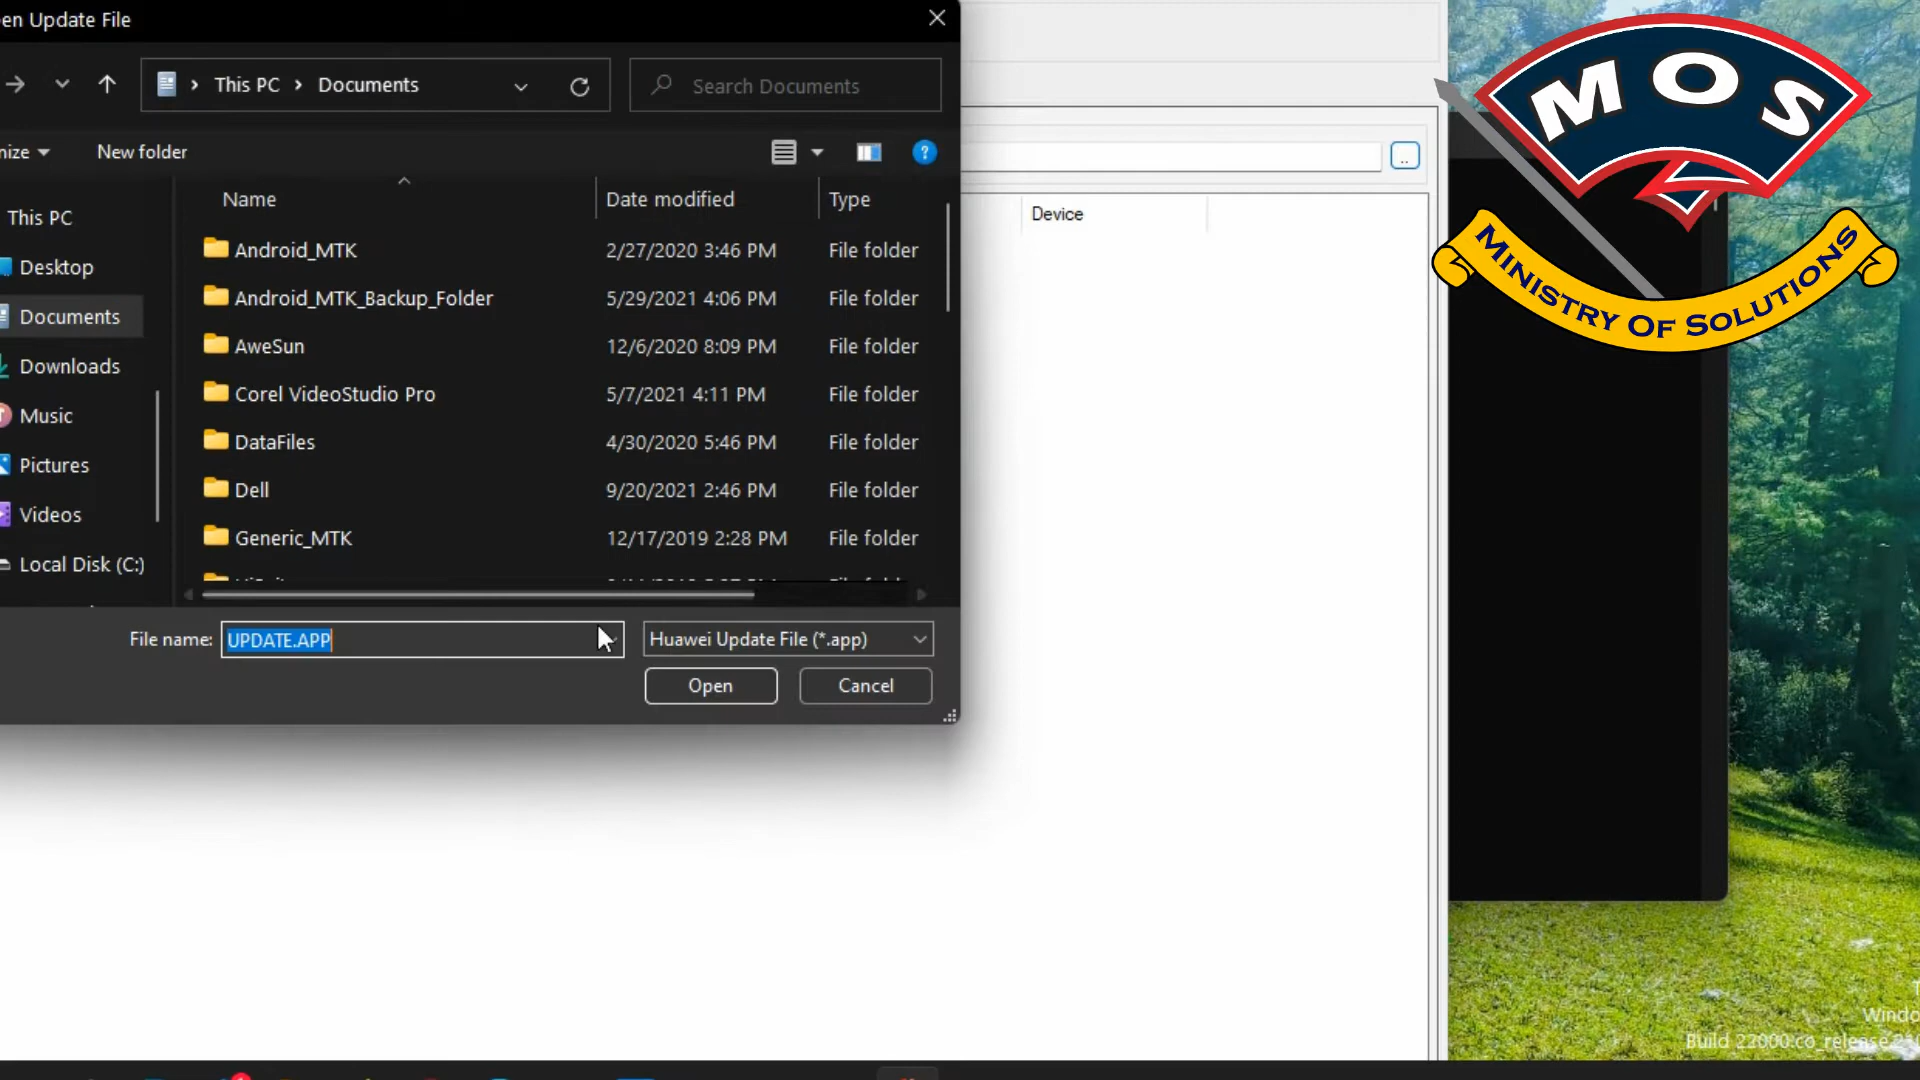 en Update File
This PC > Documents
Search Documents
nize
New folder
Name
Date modified
Type
This PC
Desktop
Documents
Downloads
Music
Pictures
Videos
Local Disk (C:)
Android_MTK 2/27/2020 3:46 PM File folder
Android_MTK_Backup_Folder 5/29/2021 4:06 PM File folder
AweSun 12/6/2020 8:09 PM File folder
Corel VideoStudio Pro 5/7/2021 4:11 PM File folder
DataFiles 4/30/2020 5:46 PM File folder
Dell 9/20/2021 2:46 PM File folder
Generic_MTK 12/17/2019 2:28 PM File folder
File name: UPDATE.APP
Huawei Update File (*.app)
Open
Cancel
..
Device
MOS
MINISTRY OF SOLUTIONS
Windo
Build 22000.co_release.